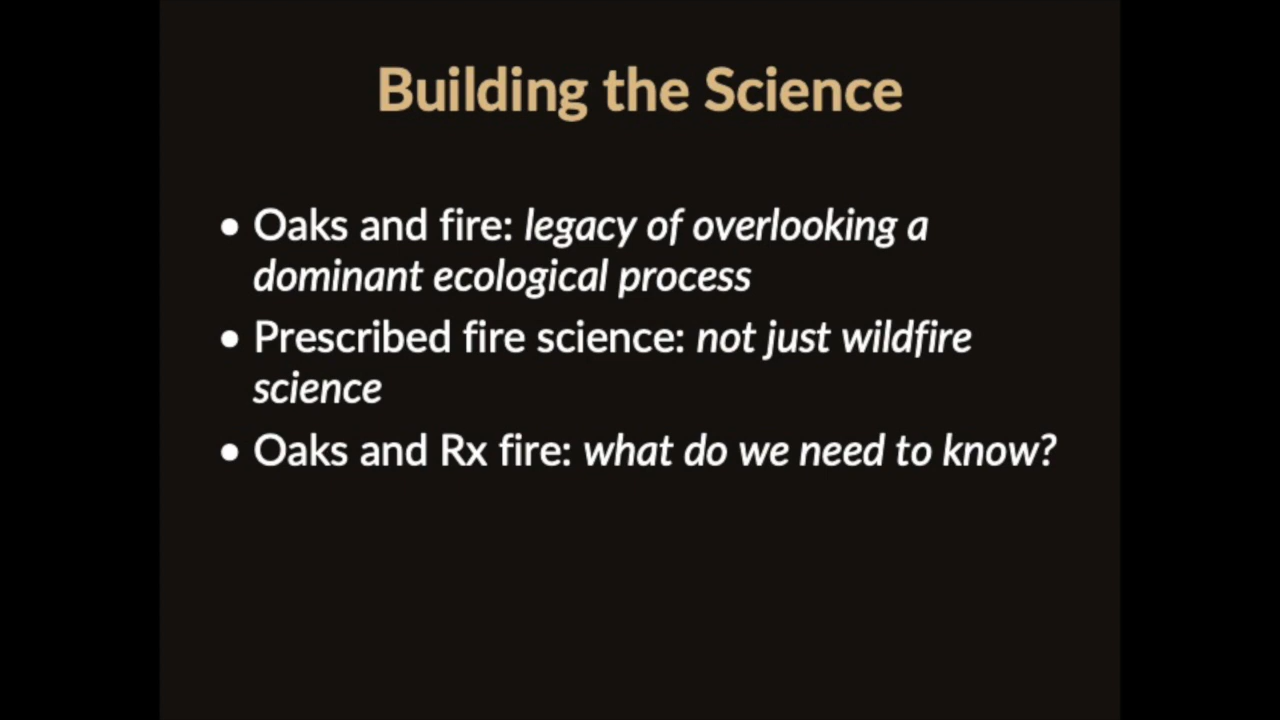 Building the Science
• Oaks and fire: legacy of overlooking a
dominant ecological process
• Prescribed fire science: not just wildfire
science
• Oaks and Rx fire: what do we need to know?